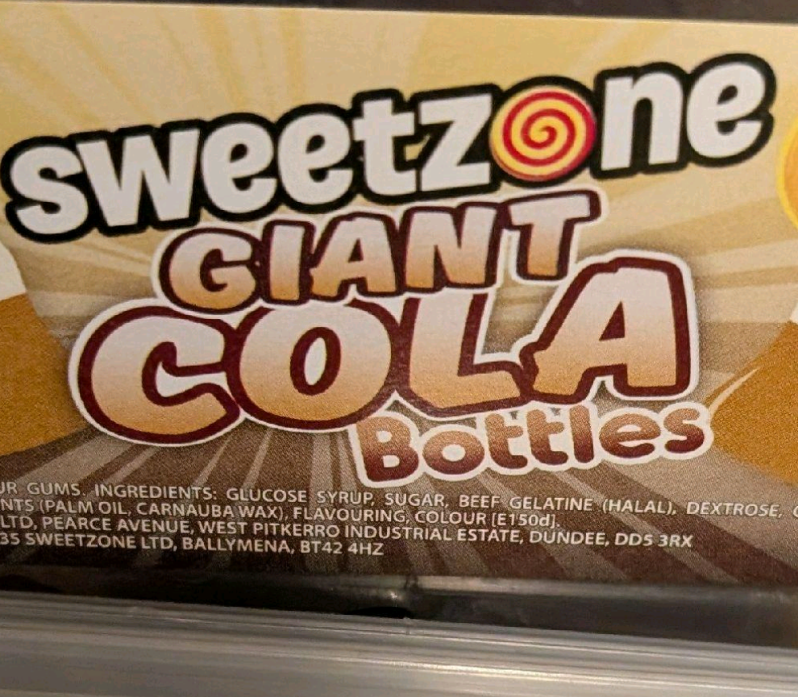 sweetzone
GIANT
COLA
Bottles
GUMS. INGREDIENTS: GLUCOSE SYRUP, SUGAR, BEEF GELATINE (HALAL), DEXTROSE,
(PALM OIL, CARNAUBA WAX), FLAVOURING, COLOUR [E150d].
LTD, PEARCE AVENUE, WEST PITKERRO INDUSTRIAL ESTATE, DUNDEE, DD5 3RX
35 SWEETZONE LTD, BALLYMENA, BT42 4HZ